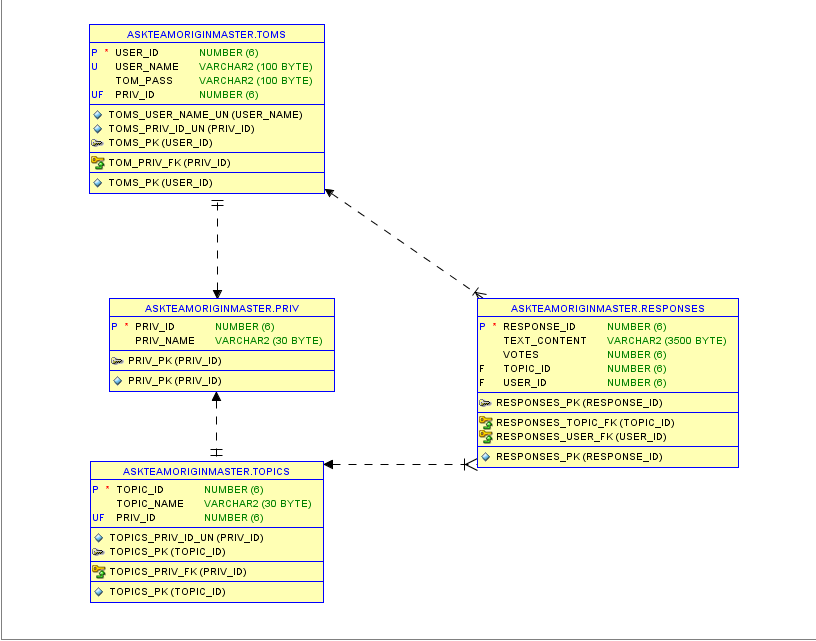 ASKTEAMORIGINMASTER.TOMS
P * USER_ID NUMBER (6)
U USER_NAME VARCHAR2 (100 BYTE)
TOM_PASS VARCHAR2 (100 BYTE)
UF PRIV_ID NUMBER (6)
TOMS_USER_NAME_UN (USER_NAME)
TOMS_PRIV_ID_UN (PRIV_ID)
TOMS_PK (USER_ID)
TOM_PRIV_FK (PRIV_ID)
TOMS_PK (USER_ID)
ASKTEAMORIGINMASTER.PRIV
P * PRIV_ID NUMBER (6)
PRIV_NAME VARCHAR2 (30 BYTE)
PRIV_PK (PRIV_ID)
PRIV_PK (PRIV_ID)
ASKTEAMORIGINMASTER.RESPONSES
P * RESPONSE_ID NUMBER (6)
TEXT_CONTENT VARCHAR2 (3500 BYTE)
VOTES NUMBER (6)
F TOPIC_ID NUMBER (6)
F USER_ID NUMBER (6)
RESPONSES_PK (RESPONSE_ID)
RESPONSES_TOPIC_FK (TOPIC_ID)
RESPONSES_USER_FK (USER_ID)
RESPONSES_PK (RESPONSE_ID)
ASKTEAMORIGINMASTER.TOPICS
P * TOPIC_ID NUMBER (6)
TOPIC_NAME VARCHAR2 (30 BYTE)
UF PRIV_ID NUMBER (6)
TOPICS_PRIV_ID_UN (PRIV_ID)
TOPICS_PK (TOPIC_ID)
TOPICS_PRIV_FK (PRIV_ID)
TOPICS_PK (TOPIC_ID)